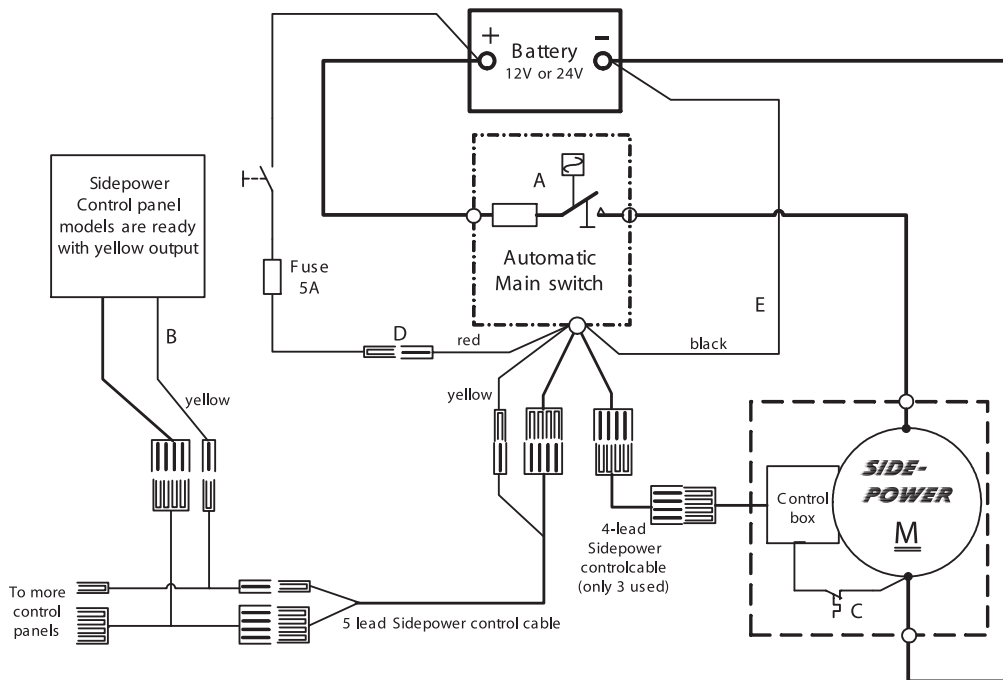 +
-
Battery
12V or 24V
A
Automatic
Main switch
Sidepower
Control panel
models are ready
with yellow output
Fuse
5A
B
D
red
E
black
yellow
yellow
SIDE-
POWER
M
Control
box
C
4-lead
Sidepower
controlcable
(only 3 used)
To more
control
panels
5 lead Sidepower control cable